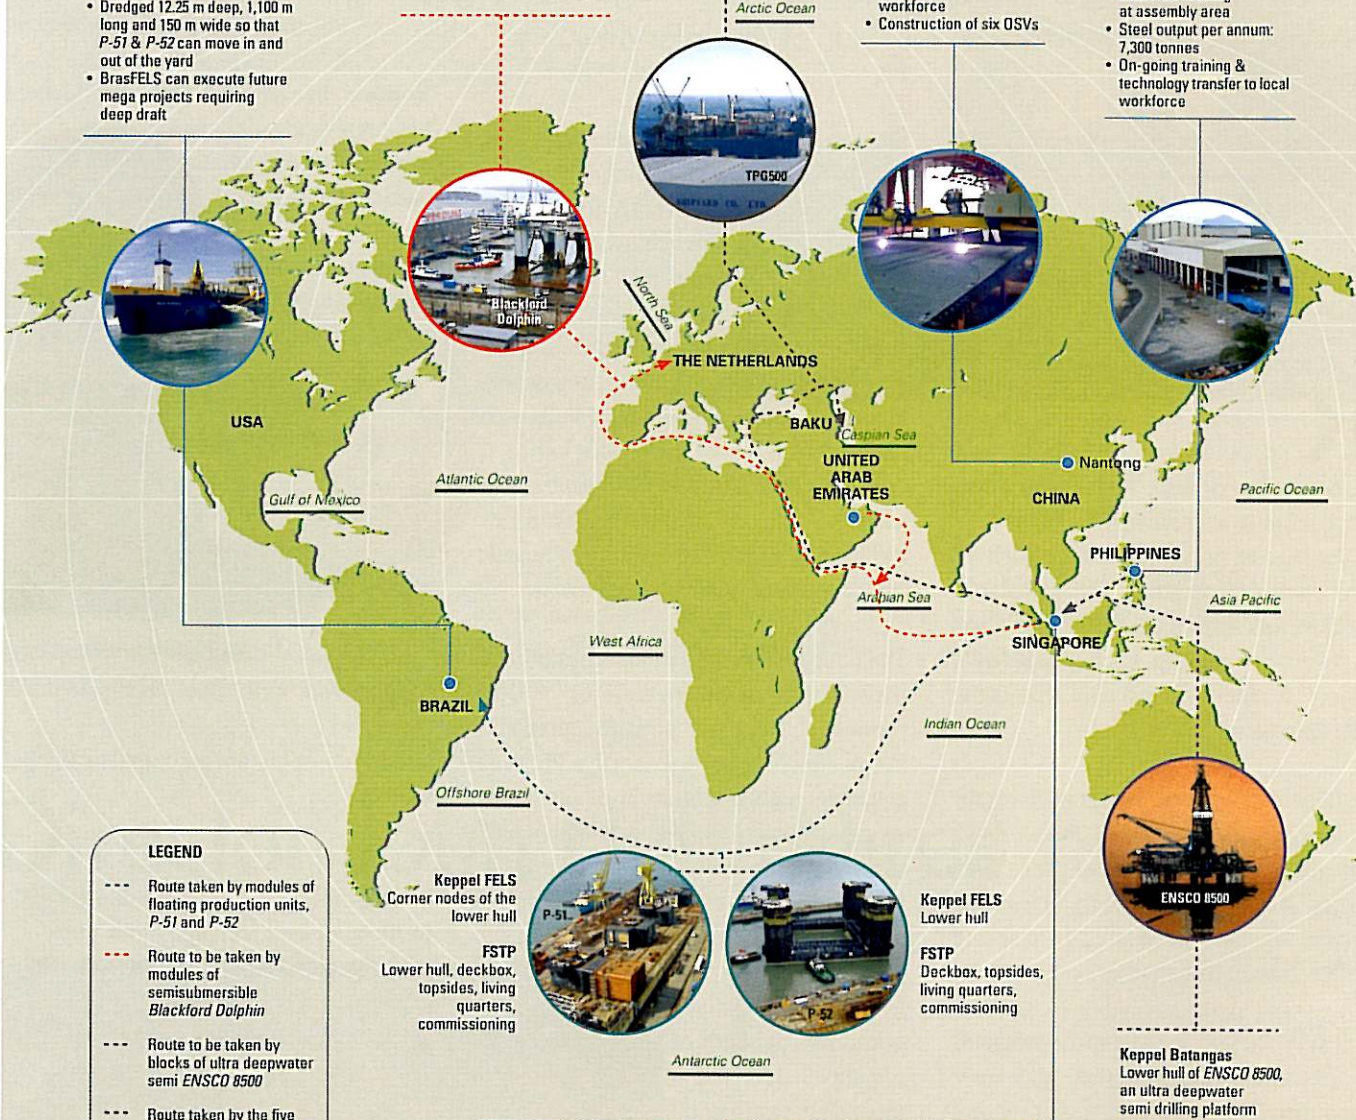 • Dredged 12.25 m deep, 1,100 m
long and 150 m wide so that
P-51 & P-52 can move in and
out of the yard
• BrasFELS can execute future
mega projects requiring
deep draft
Arctic Ocean
workforce
• Construction of six OSVs
at assembly area
• Steel output per annum:
7,300 tonnes
• On-going training &
technology transfer to local
workforce
TPG500
SHIPYARD CO. LTD.
Blackford
Dolphin
North Sea
THE NETHERLANDS
USA
BAKU
Caspian Sea
UNITED
ARAB
EMIRATES
Nantong
CHINA
Atlantic Ocean
Gulf of Mexico
Pacific Ocean
PHILIPPINES
Arabian Sea
Asia Pacific
West Africa
SINGAPORE
BRAZIL
Indian Ocean
Offshore Brazil
LEGEND
Route taken by modules of
floating production units,
P-51 and P-52
Route to be taken by
modules of
semisubmersible
Blackford Dolphin
Route to be taken by
blocks of ultra deepwater
semi ENSCO 8500
Route taken by the five
Keppel FELS
Corner nodes of the
lower hull
FSTP
Lower hull, deckbox,
topsides, living
quarters,
commissioning
P-51
P-52
Keppel FELS
Lower hull
FSTP
Deckbox, topsides,
living quarters,
commissioning
ENSCO 8500
Antarctic Ocean
Keppel Batangas
Lower hull of ENSCO 8500,
an ultra deepwater
semi drilling platform